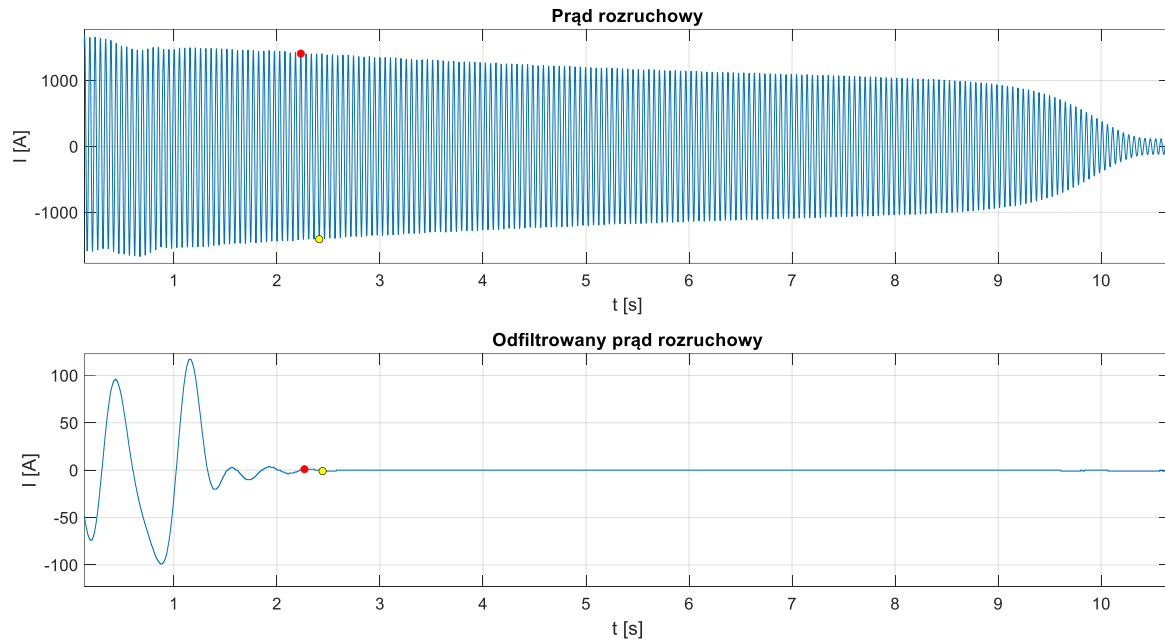 Prąd rozruchowy
1000
0
-1000
I [A]
1 2 3 4 5 6 7 8 9 10
t [s]
Odfiltrowany prąd rozruchowy
100
50
0
-50
-100
I [A]
1 2 3 4 5 6 7 8 9 10
t [s]